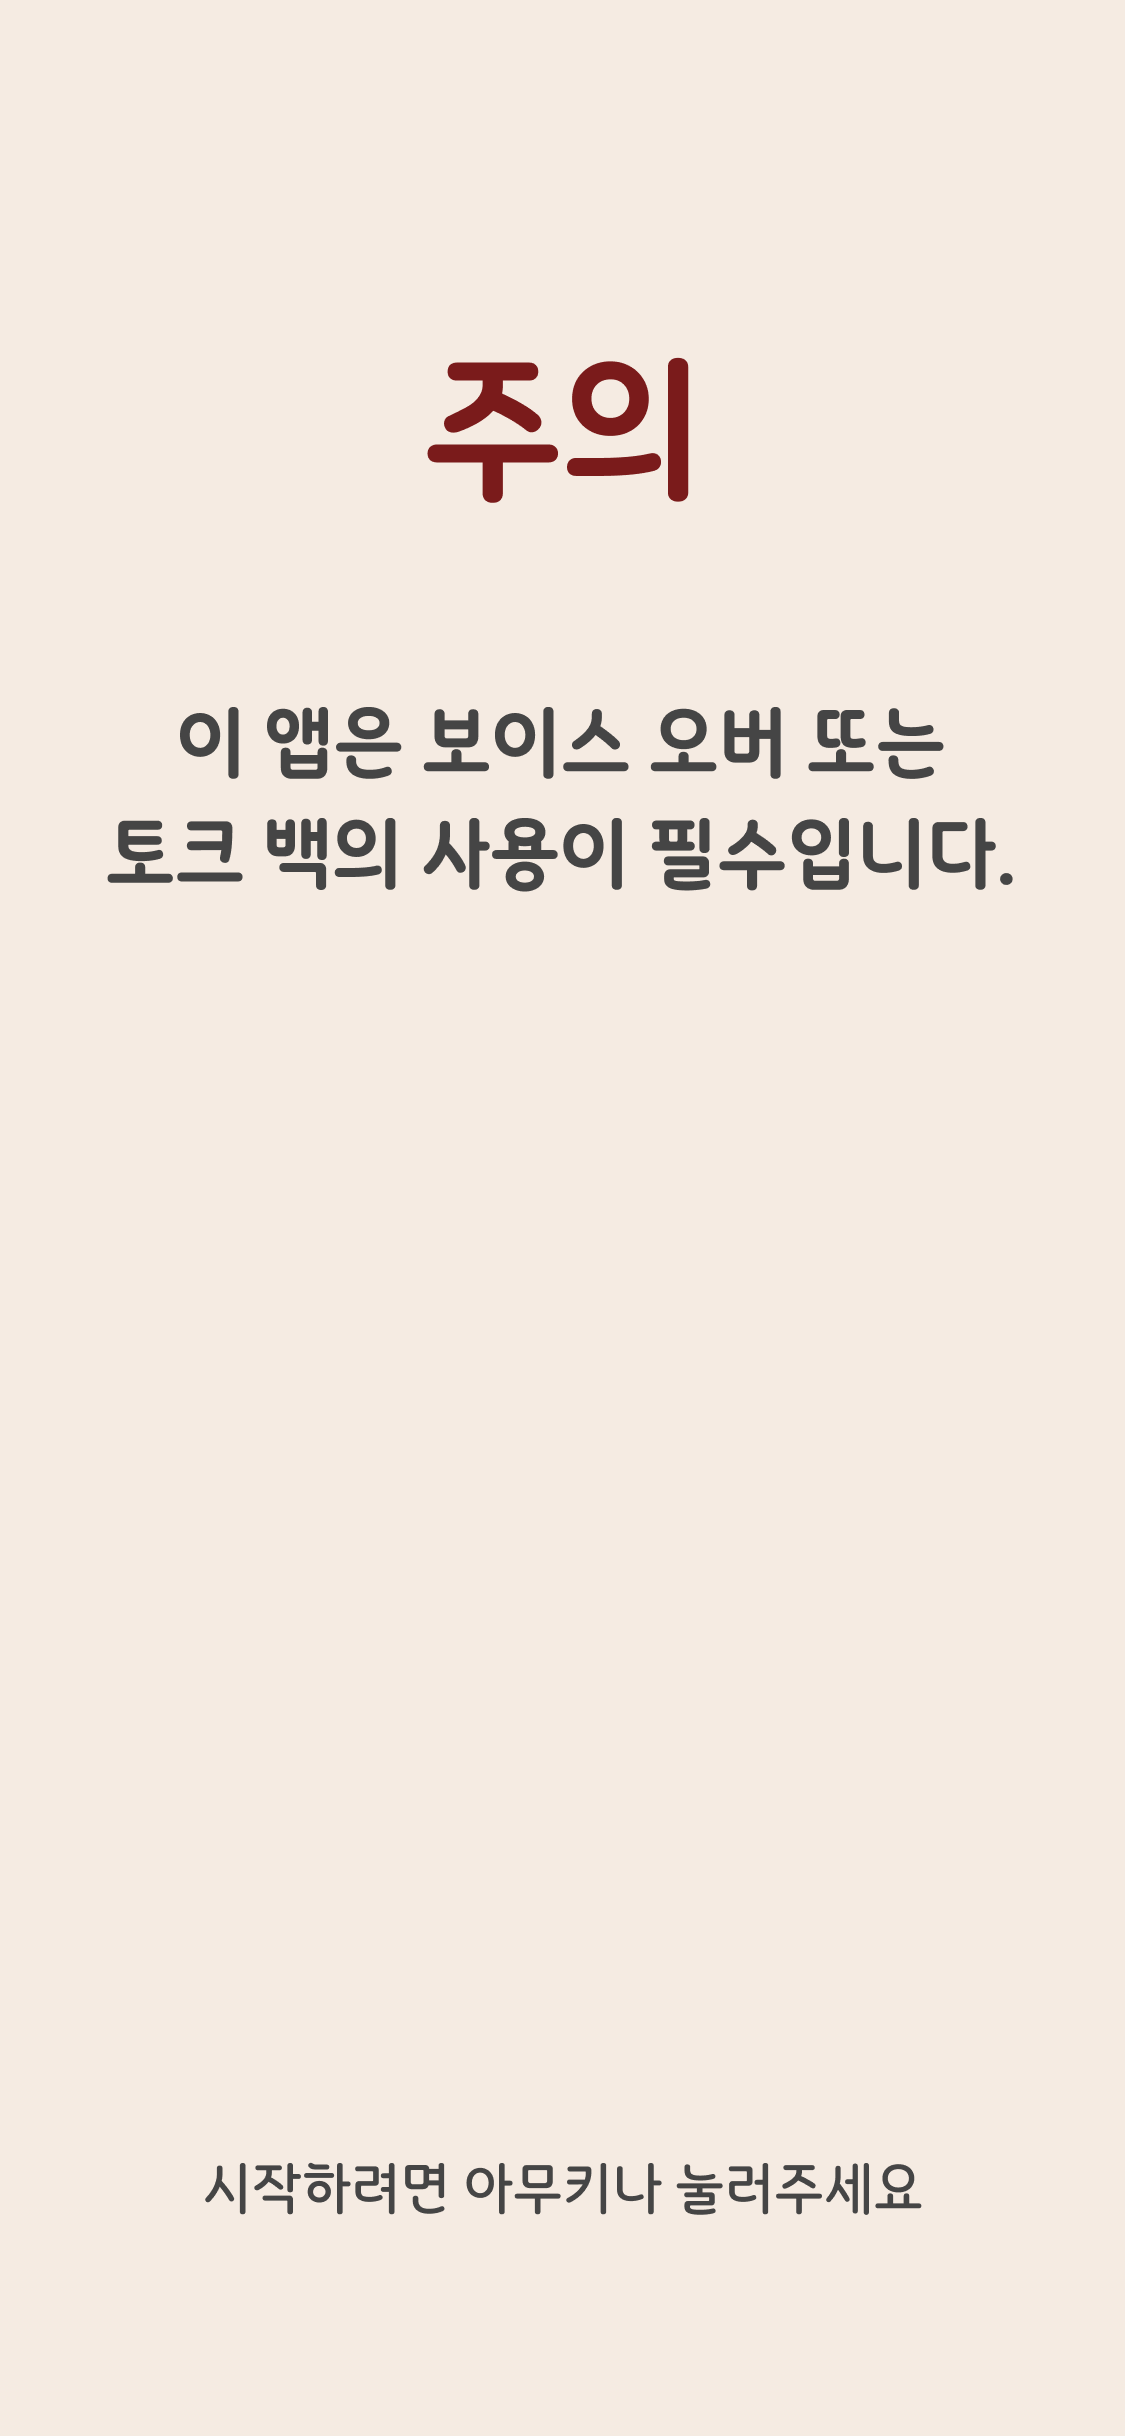 주의
이 앱은 보이스 오버 또는
토크 백의 사용이 필수입니다.
시작하려면 아무키나 눌러주세요